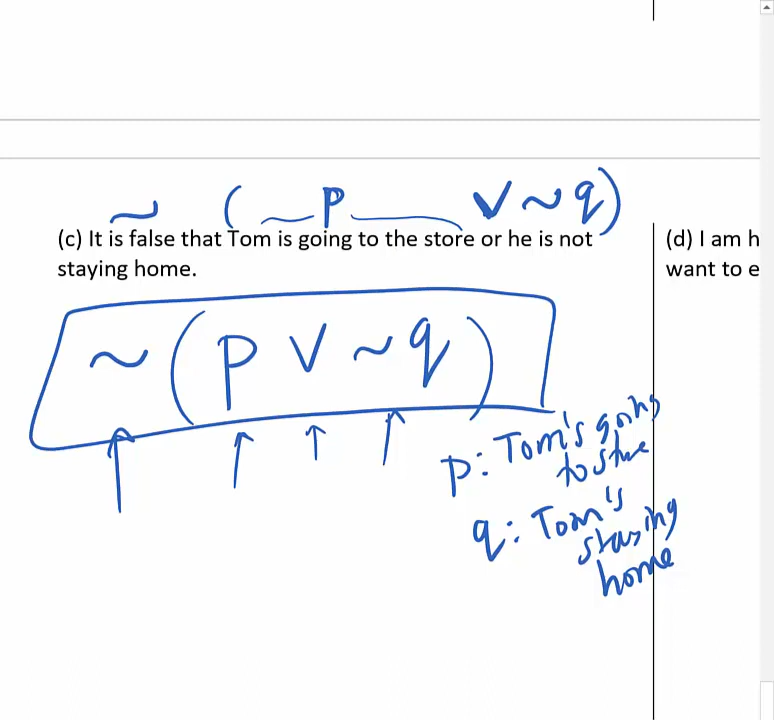 ~ ( p v ~ q )
(c) It is false that Tom is going to the store or he is not
staying home.
(d) I am h
want to e
~ ( p v ~ q )
p: Tom's going
to store
q: Tom's
staying
home